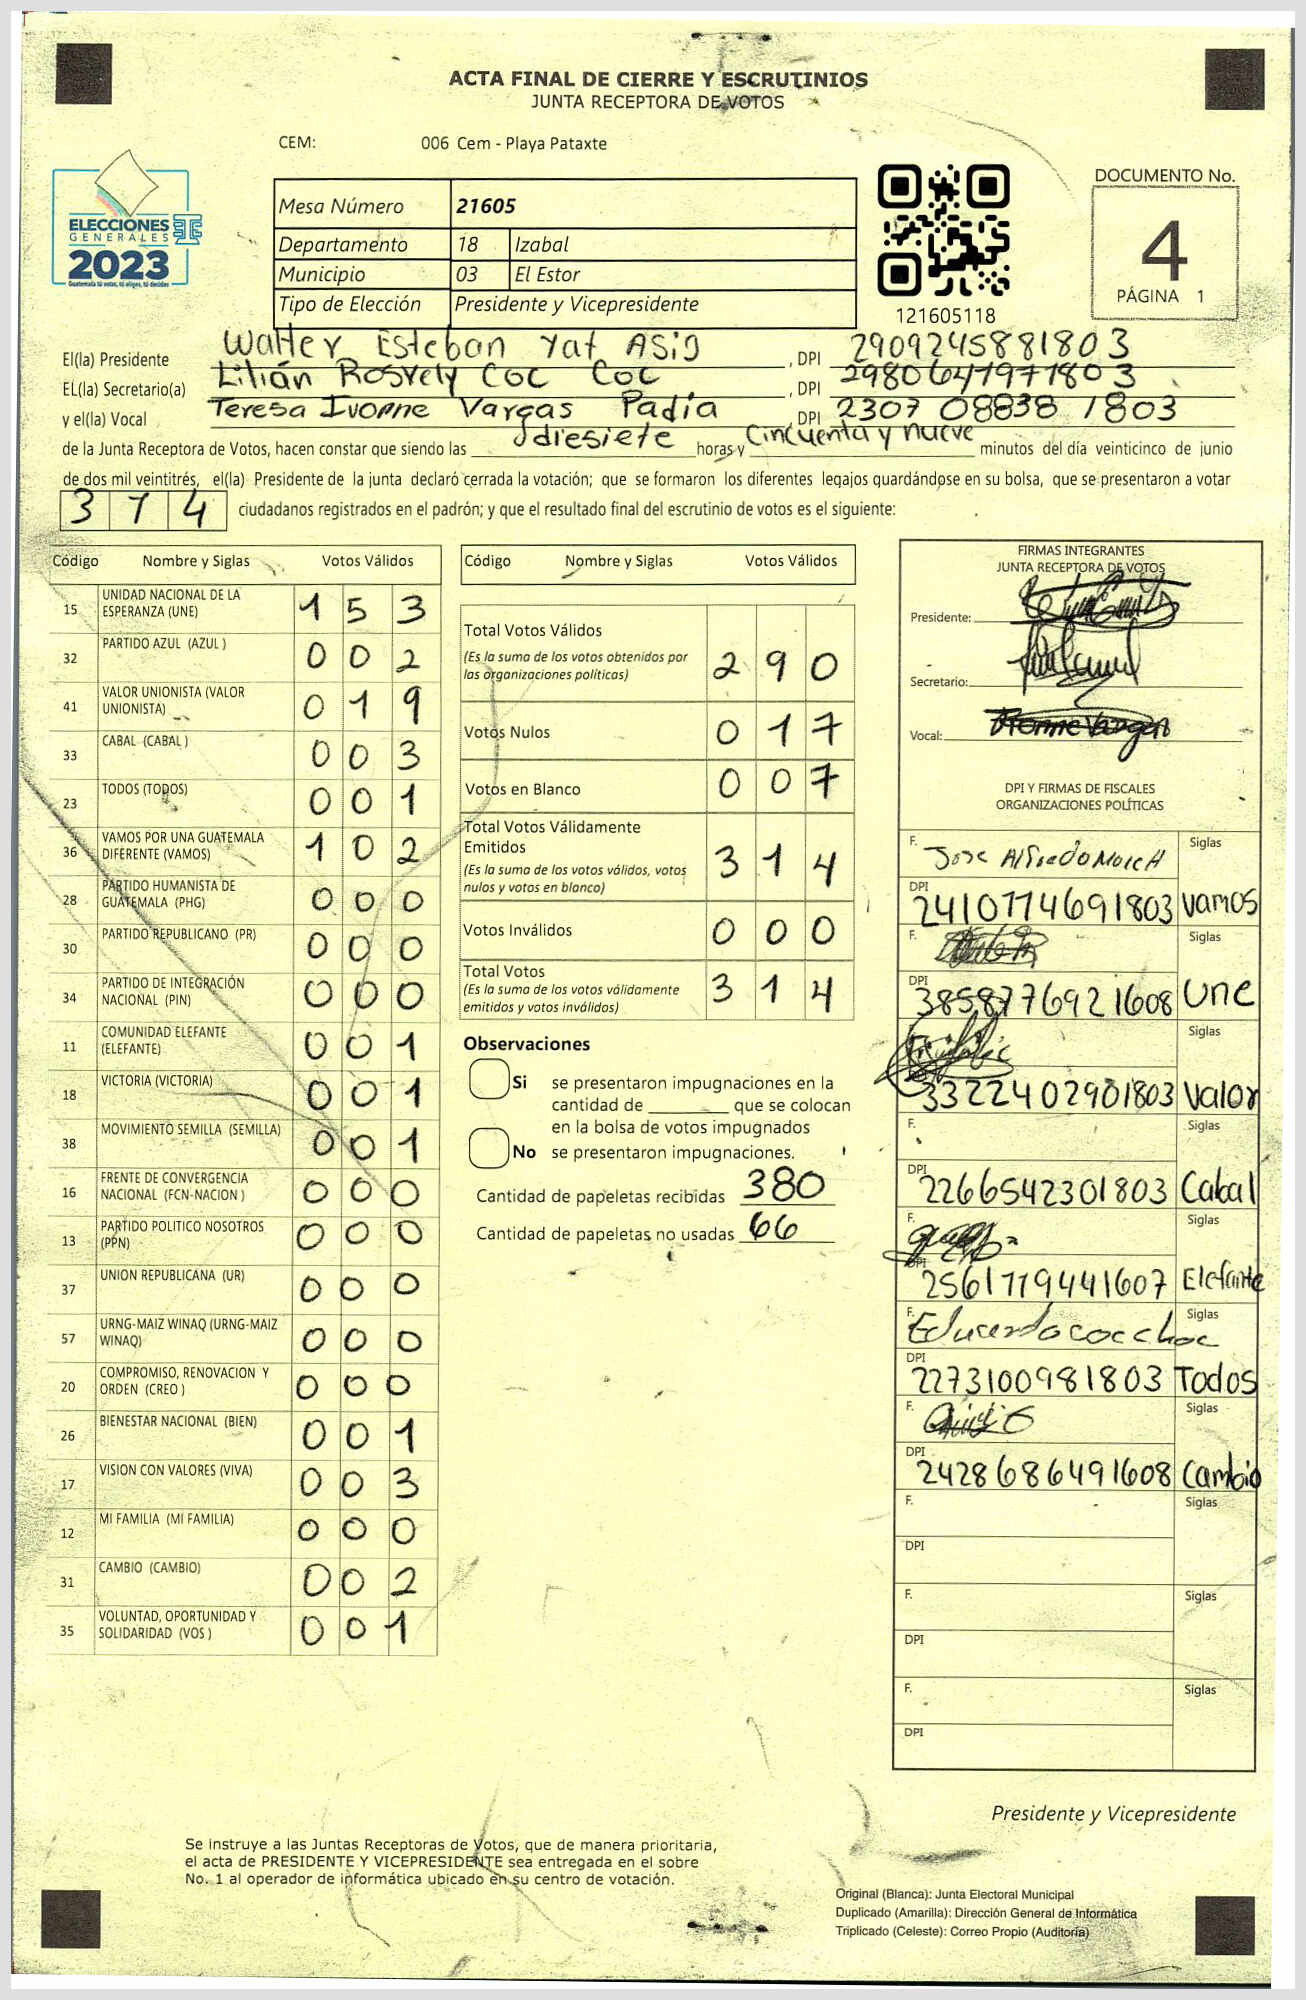 ACTA FINAL DE CIERRE Y ESCRUTINIOS
JUNTA RECEPTORA DE VOTOS
CEM: 006 Cem - Playa Pataxte
ELECCIONES
GENERALES
2023
Guatemala tú votas, tú eliges, tú decides
Mesa Número 21605
Departamento 18 Izabal
Municipio 03 El Estor
Tipo de Elección Presidente y Vicepresidente
121605118
DOCUMENTO No.
4
PÁGINA 1
El(la) Presidente Walter Esteban Yat Asig, DPI 2909245881803
EL(la) Secretario(a) Lilián Rosvely Coc Coc, DPI 2980647971803
y el(la) Vocal Teresa Ivonne Vargas Padia, DPI 2307 08838 1803
de la Junta Receptora de Votos, hacen constar que siendo las diesiete horas y cincuenta y nueve minutos del día veinticinco de junio
de dos mil veintitrés, el(la) Presidente de la junta declaró cerrada la votación; que se formaron los diferentes legajos guardándose en su bolsa, que se presentaron a votar
374 ciudadanos registrados en el padrón; y que el resultado final del escrutinio de votos es el siguiente:
Código Nombre y Siglas Votos Válidos
15 UNIDAD NACIONAL DE LA ESPERANZA (UNE) 1 5 3
32 PARTIDO AZUL (AZUL ) 0 0 2
41 VALOR UNIONISTA (VALOR UNIONISTA) 0 1 9
33 CABAL (CABAL ) 0 0 3
23 TODOS (TODOS) 0 0 1
36 VAMOS POR UNA GUATEMALA DIFERENTE (VAMOS) 1 0 2
28 PARTIDO HUMANISTA DE GUATEMALA (PHG) 0 0 0
30 PARTIDO REPUBLICANO (PR) 0 0 0
34 PARTIDO DE INTEGRACIÓN NACIONAL (PIN) 0 0 0
11 COMUNIDAD ELEFANTE (ELEFANTE) 0 0 1
18 VICTORIA (VICTORIA) 0 0 1
38 MOVIMIENTO SEMILLA (SEMILLA) 0 0 1
16 FRENTE DE CONVERGENCIA NACIONAL (FCN-NACION ) 0 0 0
13 PARTIDO POLITICO NOSOTROS (PPN) 0 0 0
37 UNION REPUBLICANA (UR) 0 0 0
57 URNG-MAIZ WINAQ (URNG-MAIZ WINAQ) 0 0 0
20 COMPROMISO, RENOVACION Y ORDEN (CREO ) 0 0 0
26 BIENESTAR NACIONAL (BIEN) 0 0 1
17 VISION CON VALORES (VIVA) 0 0 3
12 MI FAMILIA (MI FAMILIA) 0 0 0
31 CAMBIO (CAMBIO) 0 0 2
35 VOLUNTAD, OPORTUNIDAD Y SOLIDARIDAD (VOS ) 0 0 1
Código Nombre y Siglas Votos Válidos
Total Votos Válidos
(Es la suma de los votos obtenidos por
las organizaciones políticas) 2 9 0
Votos Nulos 0 1 7
Votos en Blanco 0 0 7
Total Votos Válidamente
Emitidos
(Es la suma de los votos válidos, votos
nulos y votos en blanco) 3 1 4
Votos Inválidos 0 0 0
Total Votos
(Es la suma de los votos válidamente
emitidos y votos inválidos) 3 1 4
Observaciones
Si se presentaron impugnaciones en la
cantidad de ________ que se colocan
en la bolsa de votos impugnados
No se presentaron impugnaciones.
Cantidad de papeletas recibidas 380
Cantidad de papeletas no usadas 66
FIRMAS INTEGRANTES
JUNTA RECEPTORA DE VOTOS
Presidente:
Secretario:
Vocal: Ivonne Vargas
DPI Y FIRMAS DE FISCALES
ORGANIZACIONES POLÍTICAS
F. Jose Alfredo Siglas
DPI 2410774691803 Vamos
F. Siglas
DPI 3858776921608 Une
F. Siglas
33222402901803 Valor
F. Siglas
DPI 2266542301803 Cabal
F. Siglas
DPI 2561779441607 Elefante
F. Eduardo coc choc Siglas
DPI 2273100981803 Todos
F. Siglas
DPI 2428686491608 Cambio
F. Siglas
DPI
F. Siglas
DPI
F. Siglas
DPI
Presidente y Vicepresidente
Se instruye a las Juntas Receptoras de Votos, que de manera prioritaria,
el acta de PRESIDENTE Y VICEPRESIDENTE sea entregada en el sobre
No. 1 al operador de informática ubicado en su centro de votación.
Original (Blanca): Junta Electoral Municipal
Duplicado (Amarilla): Dirección General de Informática
Triplicado (Celeste): Correo Propio (Auditoría)